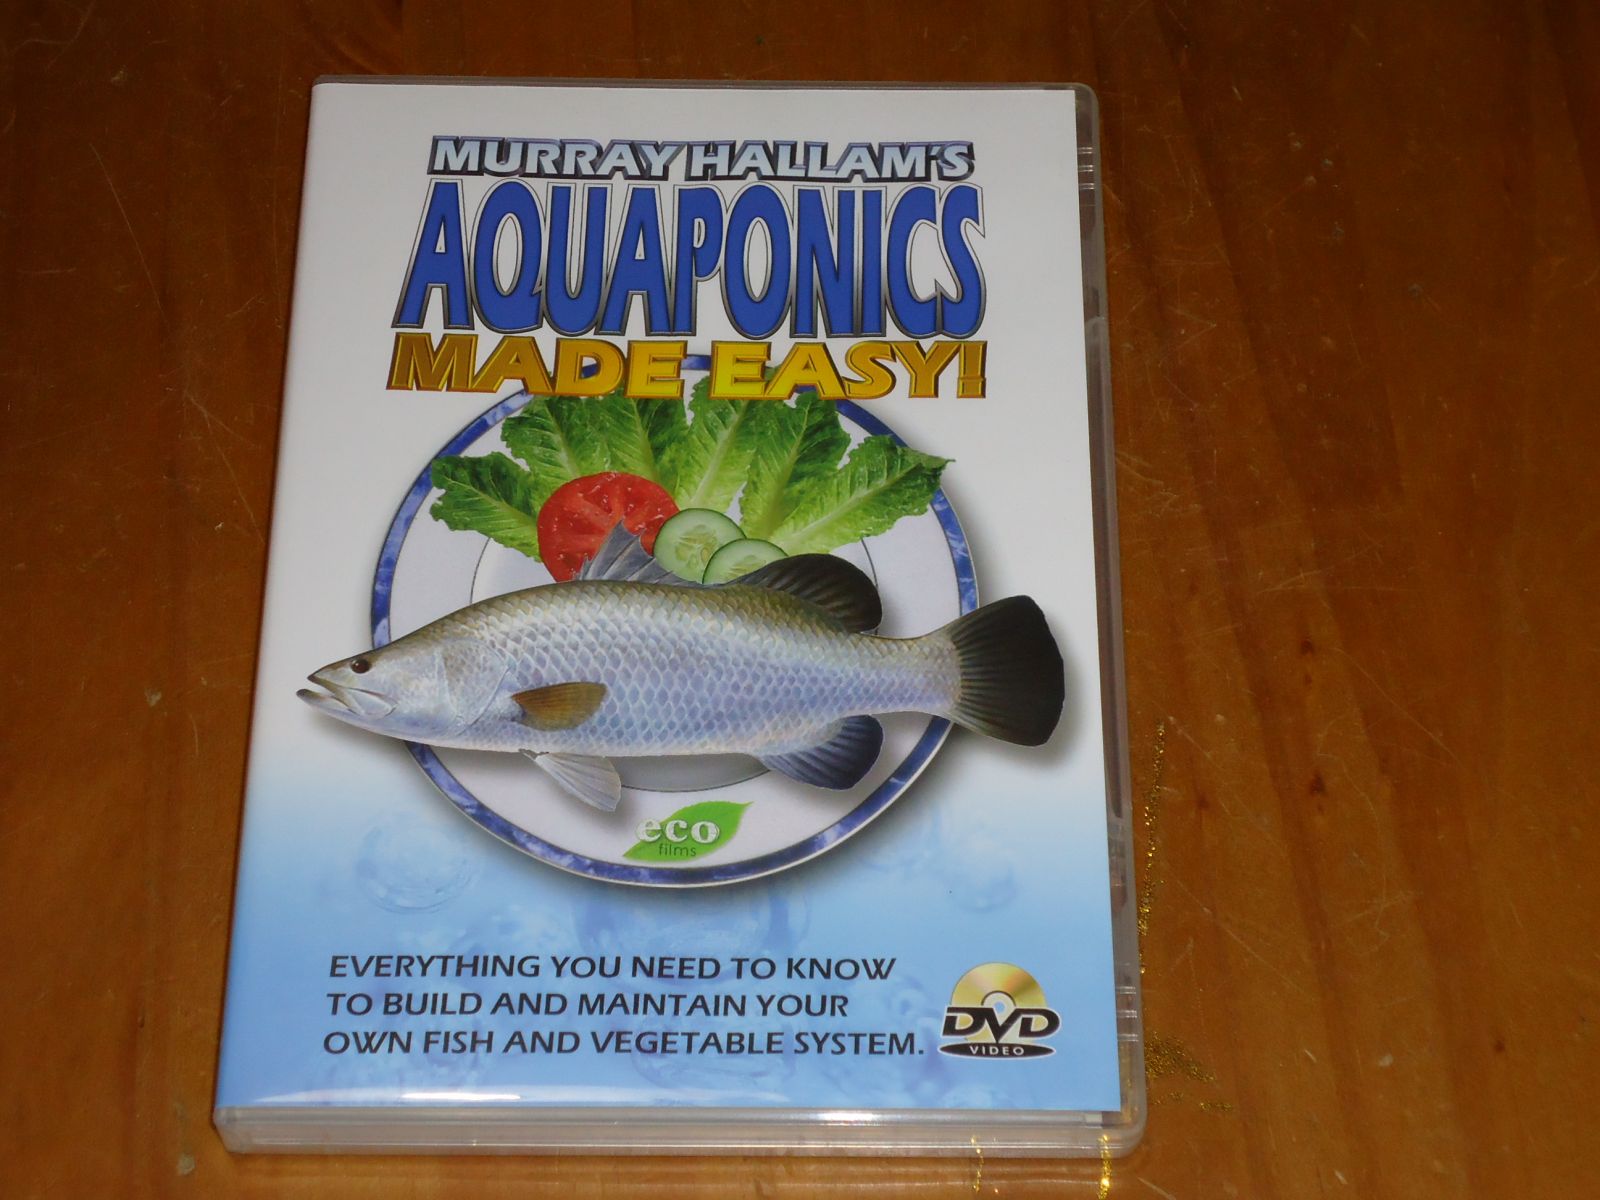 MURRAY HALLAM'S
AQUAPONICS
MADE EASY!
eco
films
EVERYTHING YOU NEED TO KNOW
TO BUILD AND MAINTAIN YOUR
OWN FISH AND VEGETABLE SYSTEM.
DVD
VIDEO